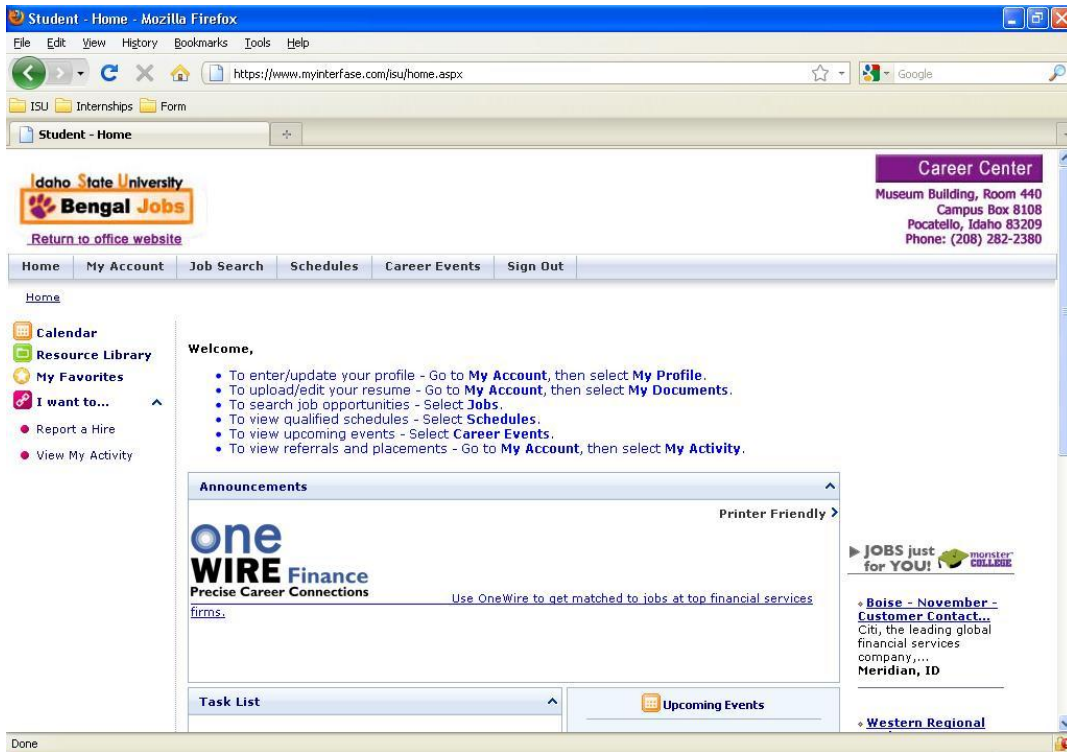 Student - Home - Mozilla Firefox
File Edit View History Bookmarks Tools Help
https://www.myinterfase.com/isu/home.aspx
Google
ISU Internships Form
Student - Home
Idaho State University
Bengal Jobs
Return to office website
Career Center
Museum Building, Room 440
Campus Box 8108
Pocatello, Idaho 83209
Phone: (208) 282-2380
Home My Account Job Search Schedules Career Events Sign Out
Home
Calendar
Resource Library
My Favorites
I want to...
Report a Hire
View My Activity
Welcome,
• To enter/update your profile - Go to My Account, then select My Profile.
• To upload/edit your resume - Go to My Account, then select My Documents.
• To search job opportunities - Select Jobs.
• To view qualified schedules - Select Schedules.
• To view upcoming events - Select Career Events.
• To view referrals and placements - Go to My Account, then select My Activity.
Announcements
Printer Friendly
one
WIRE Finance
Precise Career Connections
Use OneWire to get matched to jobs at top financial services
firms.
Task List
Upcoming Events
JOBS just
for YOU!
monster
COLLEGE
Boise - November -
Customer Contact...
Citi, the leading global
financial services
company,...
Meridian, ID
Western Regional
Done